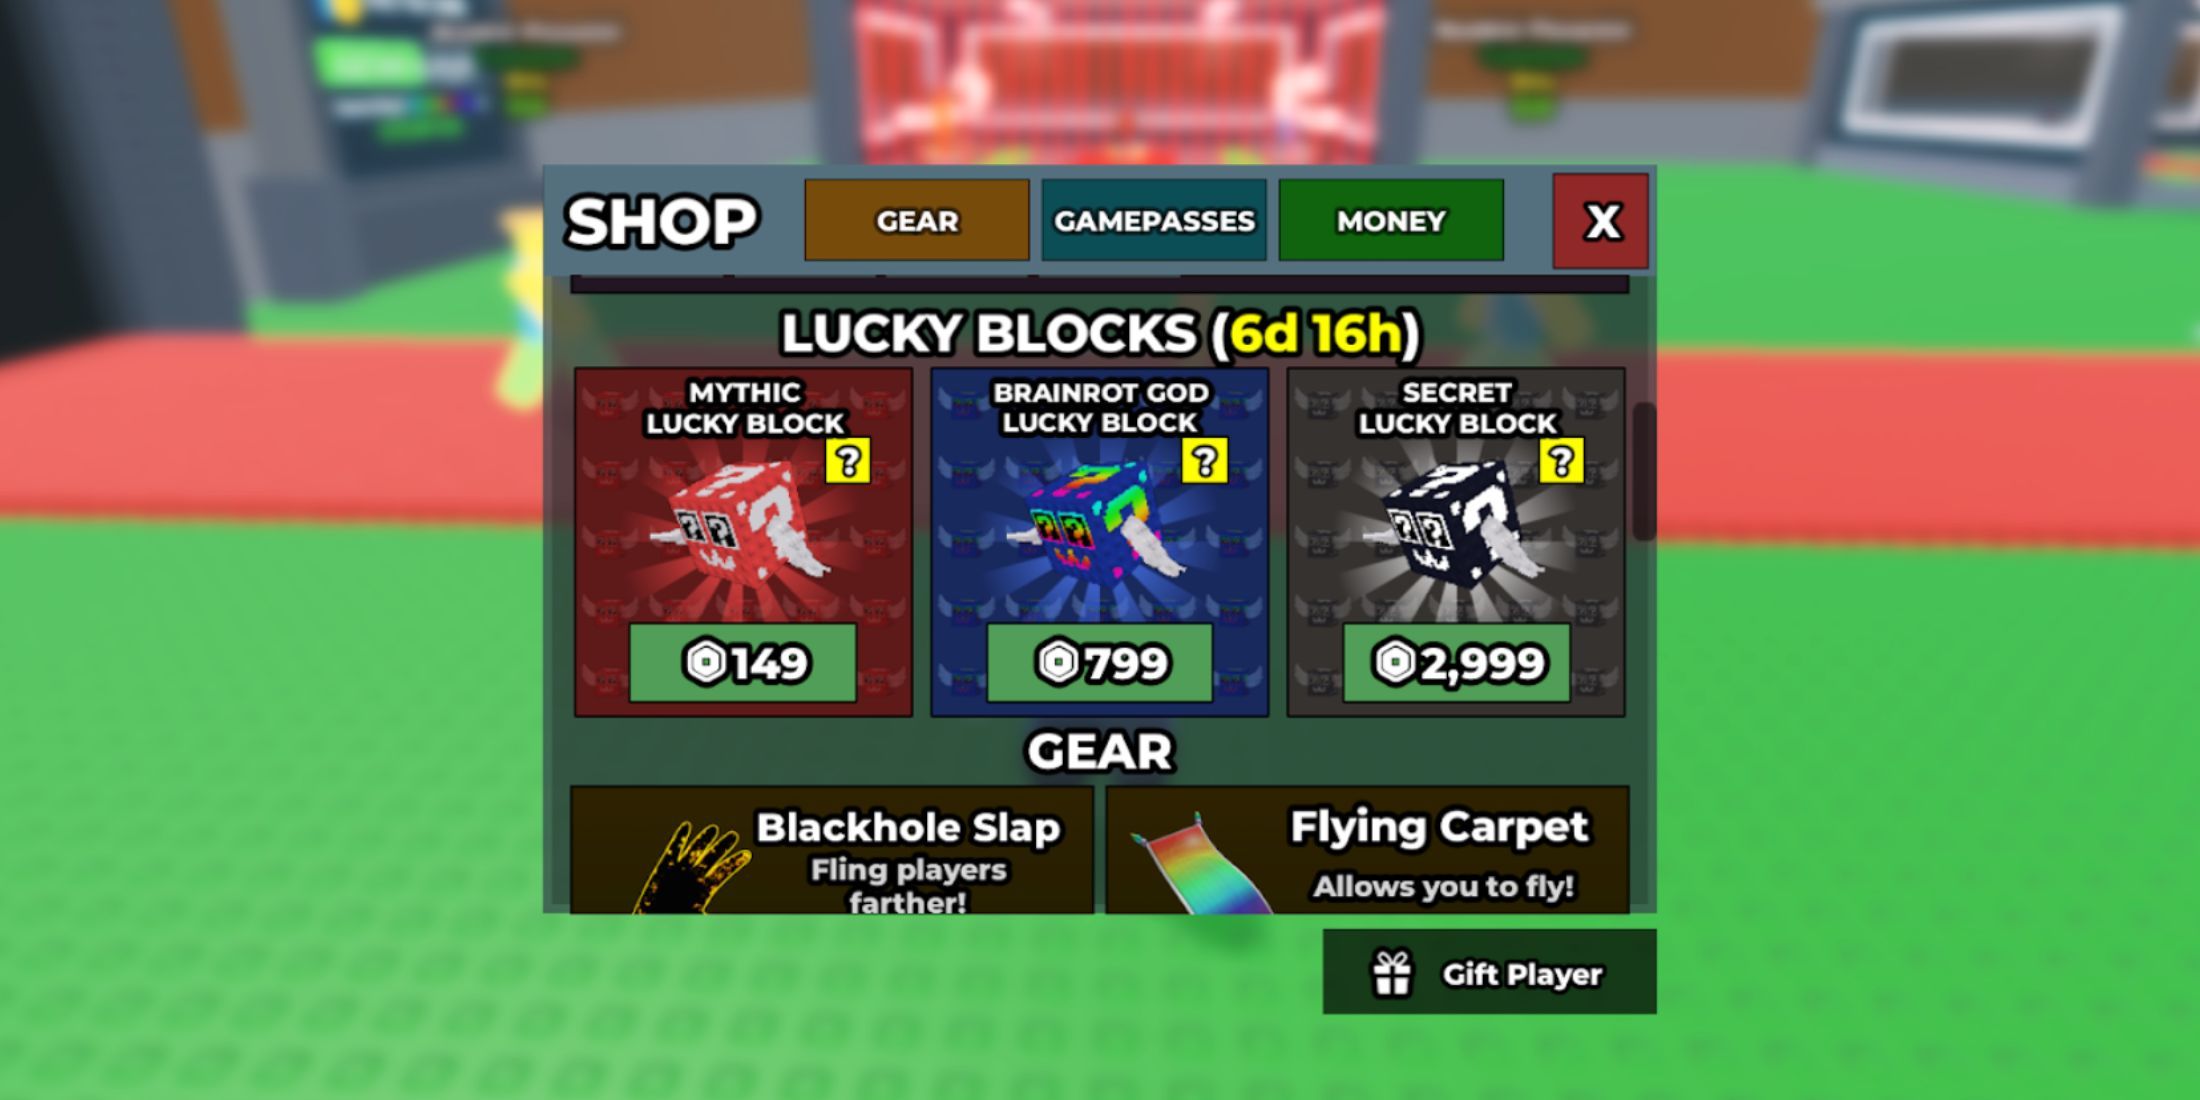 SHOP
GEAR
GAMEPASSES
MONEY
X
LUCKY BLOCKS (6d 16h)
MYTHIC
LUCKY BLOCK
?
149
BRAINROT GOD
LUCKY BLOCK
?
799
SECRET
LUCKY BLOCK
?
2,999
GEAR
Blackhole Slap
Fling players
farther!
Flying Carpet
Allows you to fly!
Gift Player